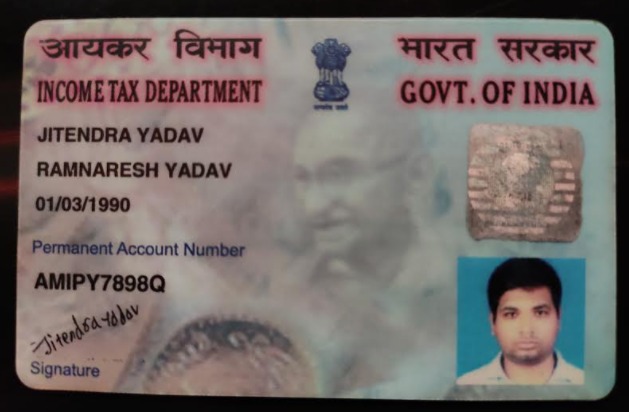 आयकर विभाग
भारत सरकार
INCOME TAX DEPARTMENT
GOVT. OF INDIA
JITENDRA YADAV
RAMNARESH YADAV
01/03/1990
Permanent Account Number
AMIPY7898Q
Jitendra Yadav
Signature